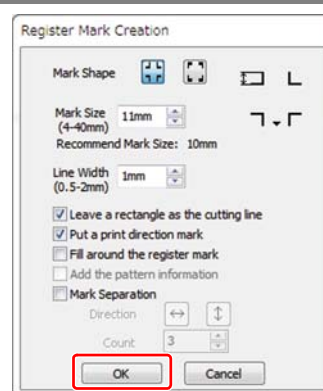 Register Mark Creation
Mark Shape
Mark Size
(4-40mm)
11mm
Recommend Mark Size: 10mm
Line Width
(0.5-2mm)
1mm
Leave a rectangle as the cutting line
Put a print direction mark
Fill around the register mark
Add the pattern information
Mark Separation
Direction
Count
3
OK
Cancel